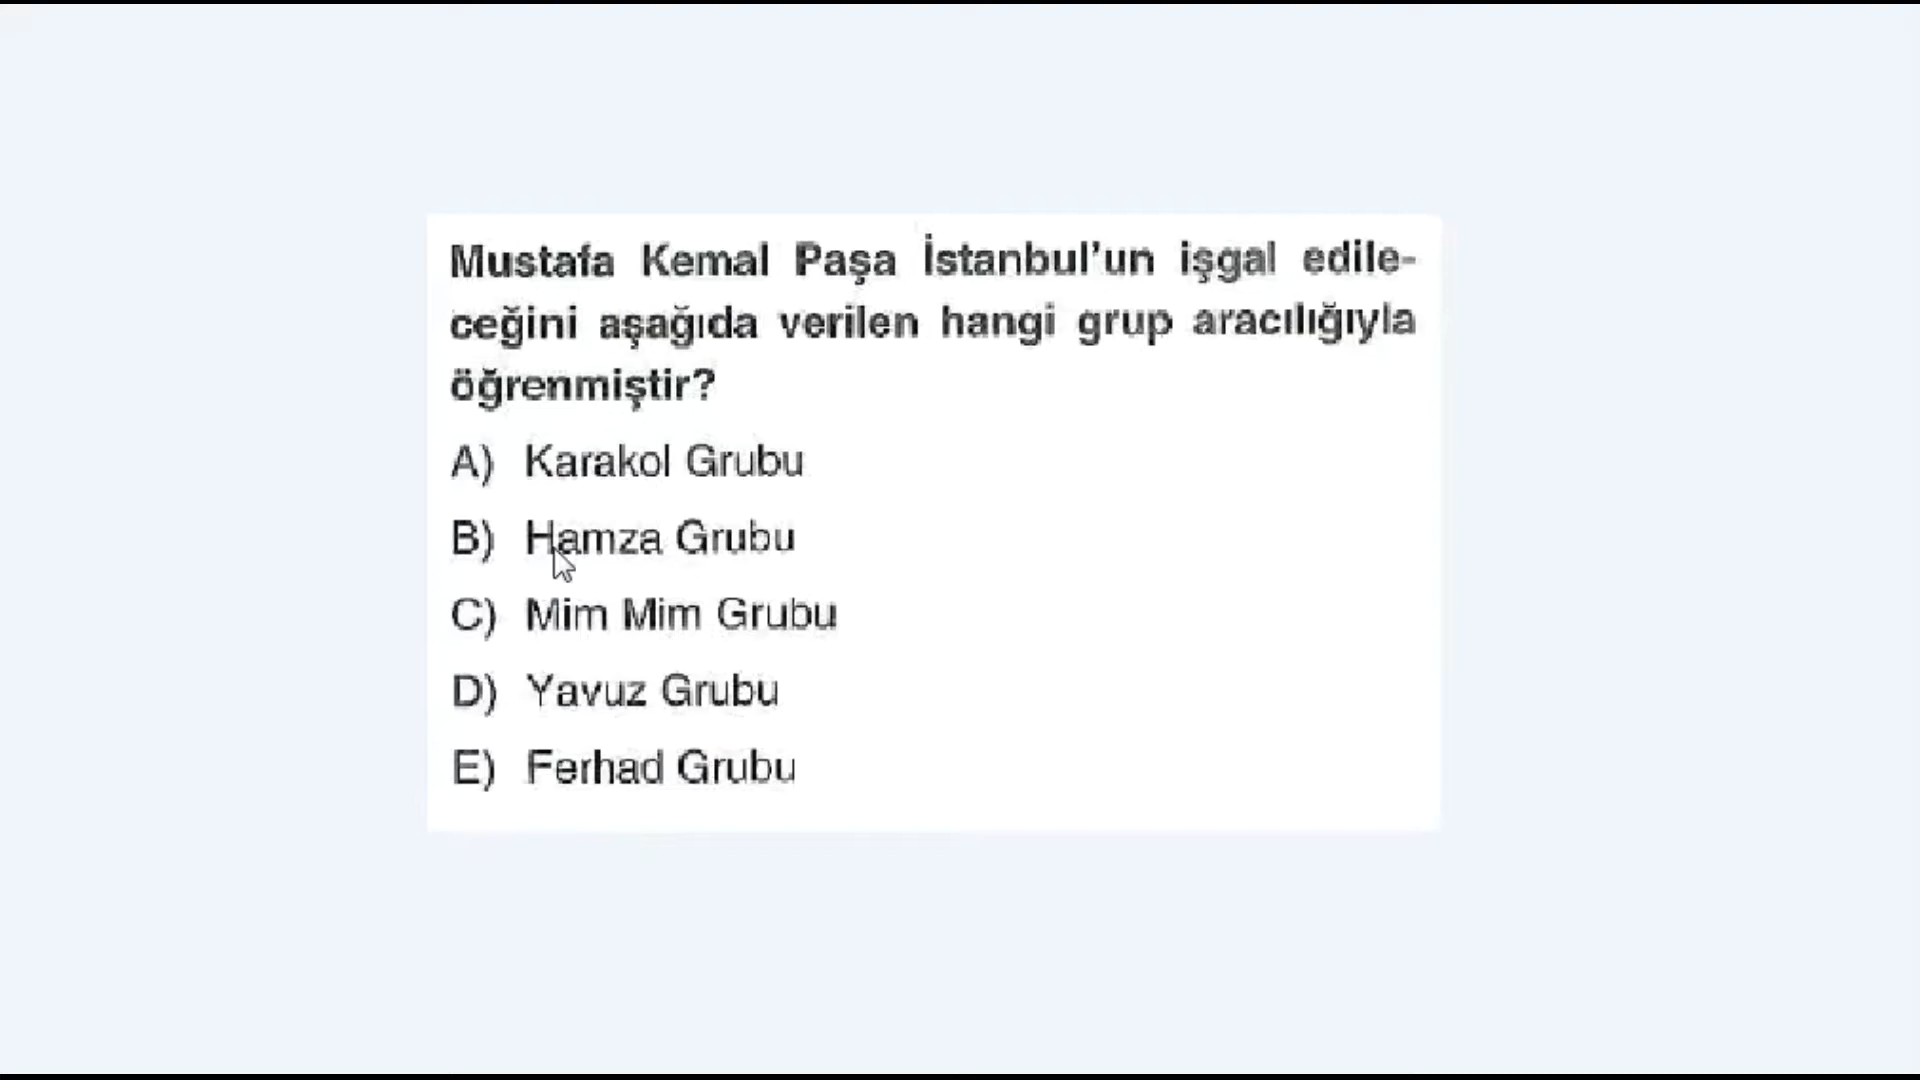 Mustafa Kemal Paşa İstanbul'un işgal edile-
ceğini aşağıda verilen hangi grup aracılığıyla
öğrenmiştir?
A) Karakol Grubu
B) Hamza Grubu
C) Mim Mim Grubu
D) Yavuz Grubu
E) Ferhad Grubu